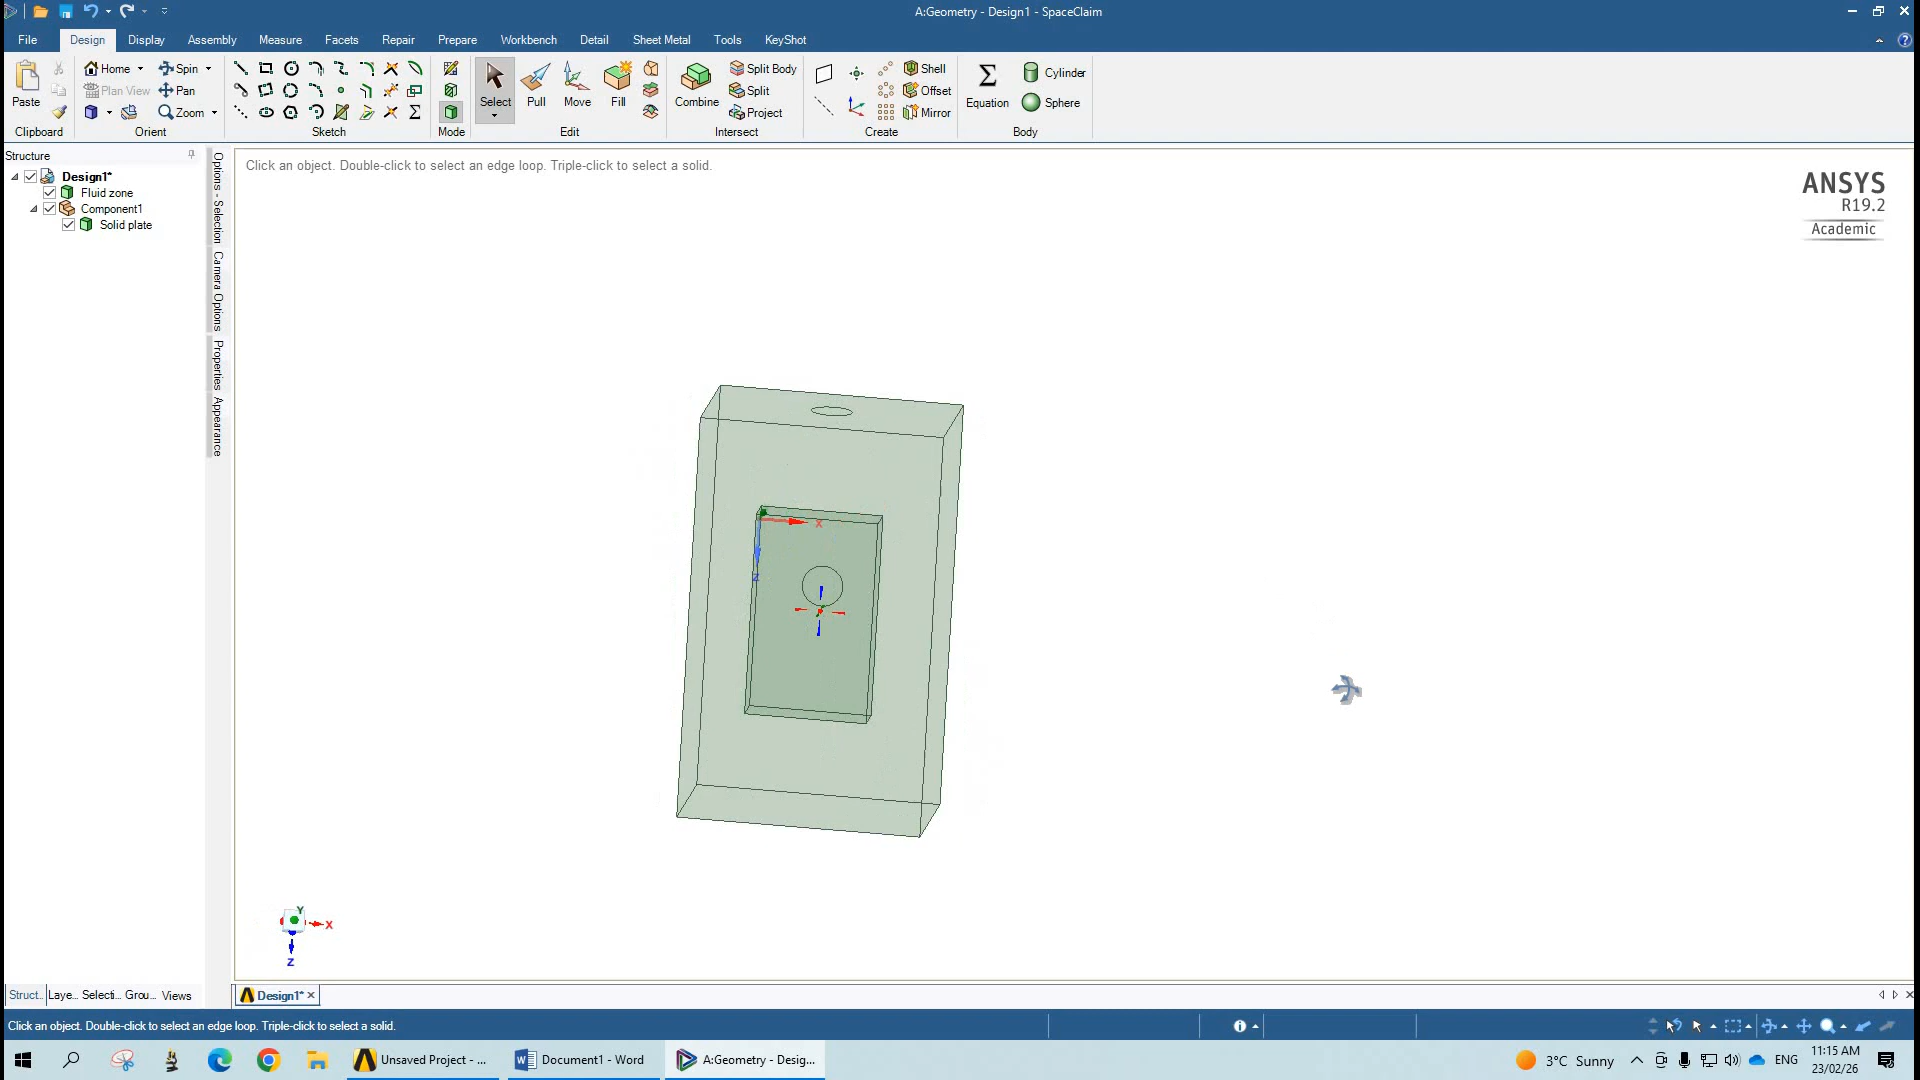 A:Geometry - Design1 - SpaceClaim
File Design Display Assembly Measure Facets Repair Prepare Workbench Detail Sheet Metal Tools KeyShot
Paste
Clipboard
Home Spin
Plan View Pan
Zoom
Orient
Sketch
Mode
Select Pull Move Fill
Edit
Combine
Split Body
Split
Project
Intersect
Shell
Offset
Mirror
Create
Equation
Cylinder
Sphere
Body
Structure
Design1*
Fluid zone
Component1
Solid plate
Options - Selection
Camera Options
Properties
Appearance
Click an object. Double-click to select an edge loop. Triple-click to select a solid.
ANSYS
R19.2
Academic
X
Z
Y
X
Z
Struct... Laye... Selecti... Grou... Views
Design1*
Click an object. Double-click to select an edge loop. Triple-click to select a solid.
Unsaved Project - ...
Document1 - Word
A:Geometry - Desig...
3°C Sunny
ENG
11:15 AM
23/02/26